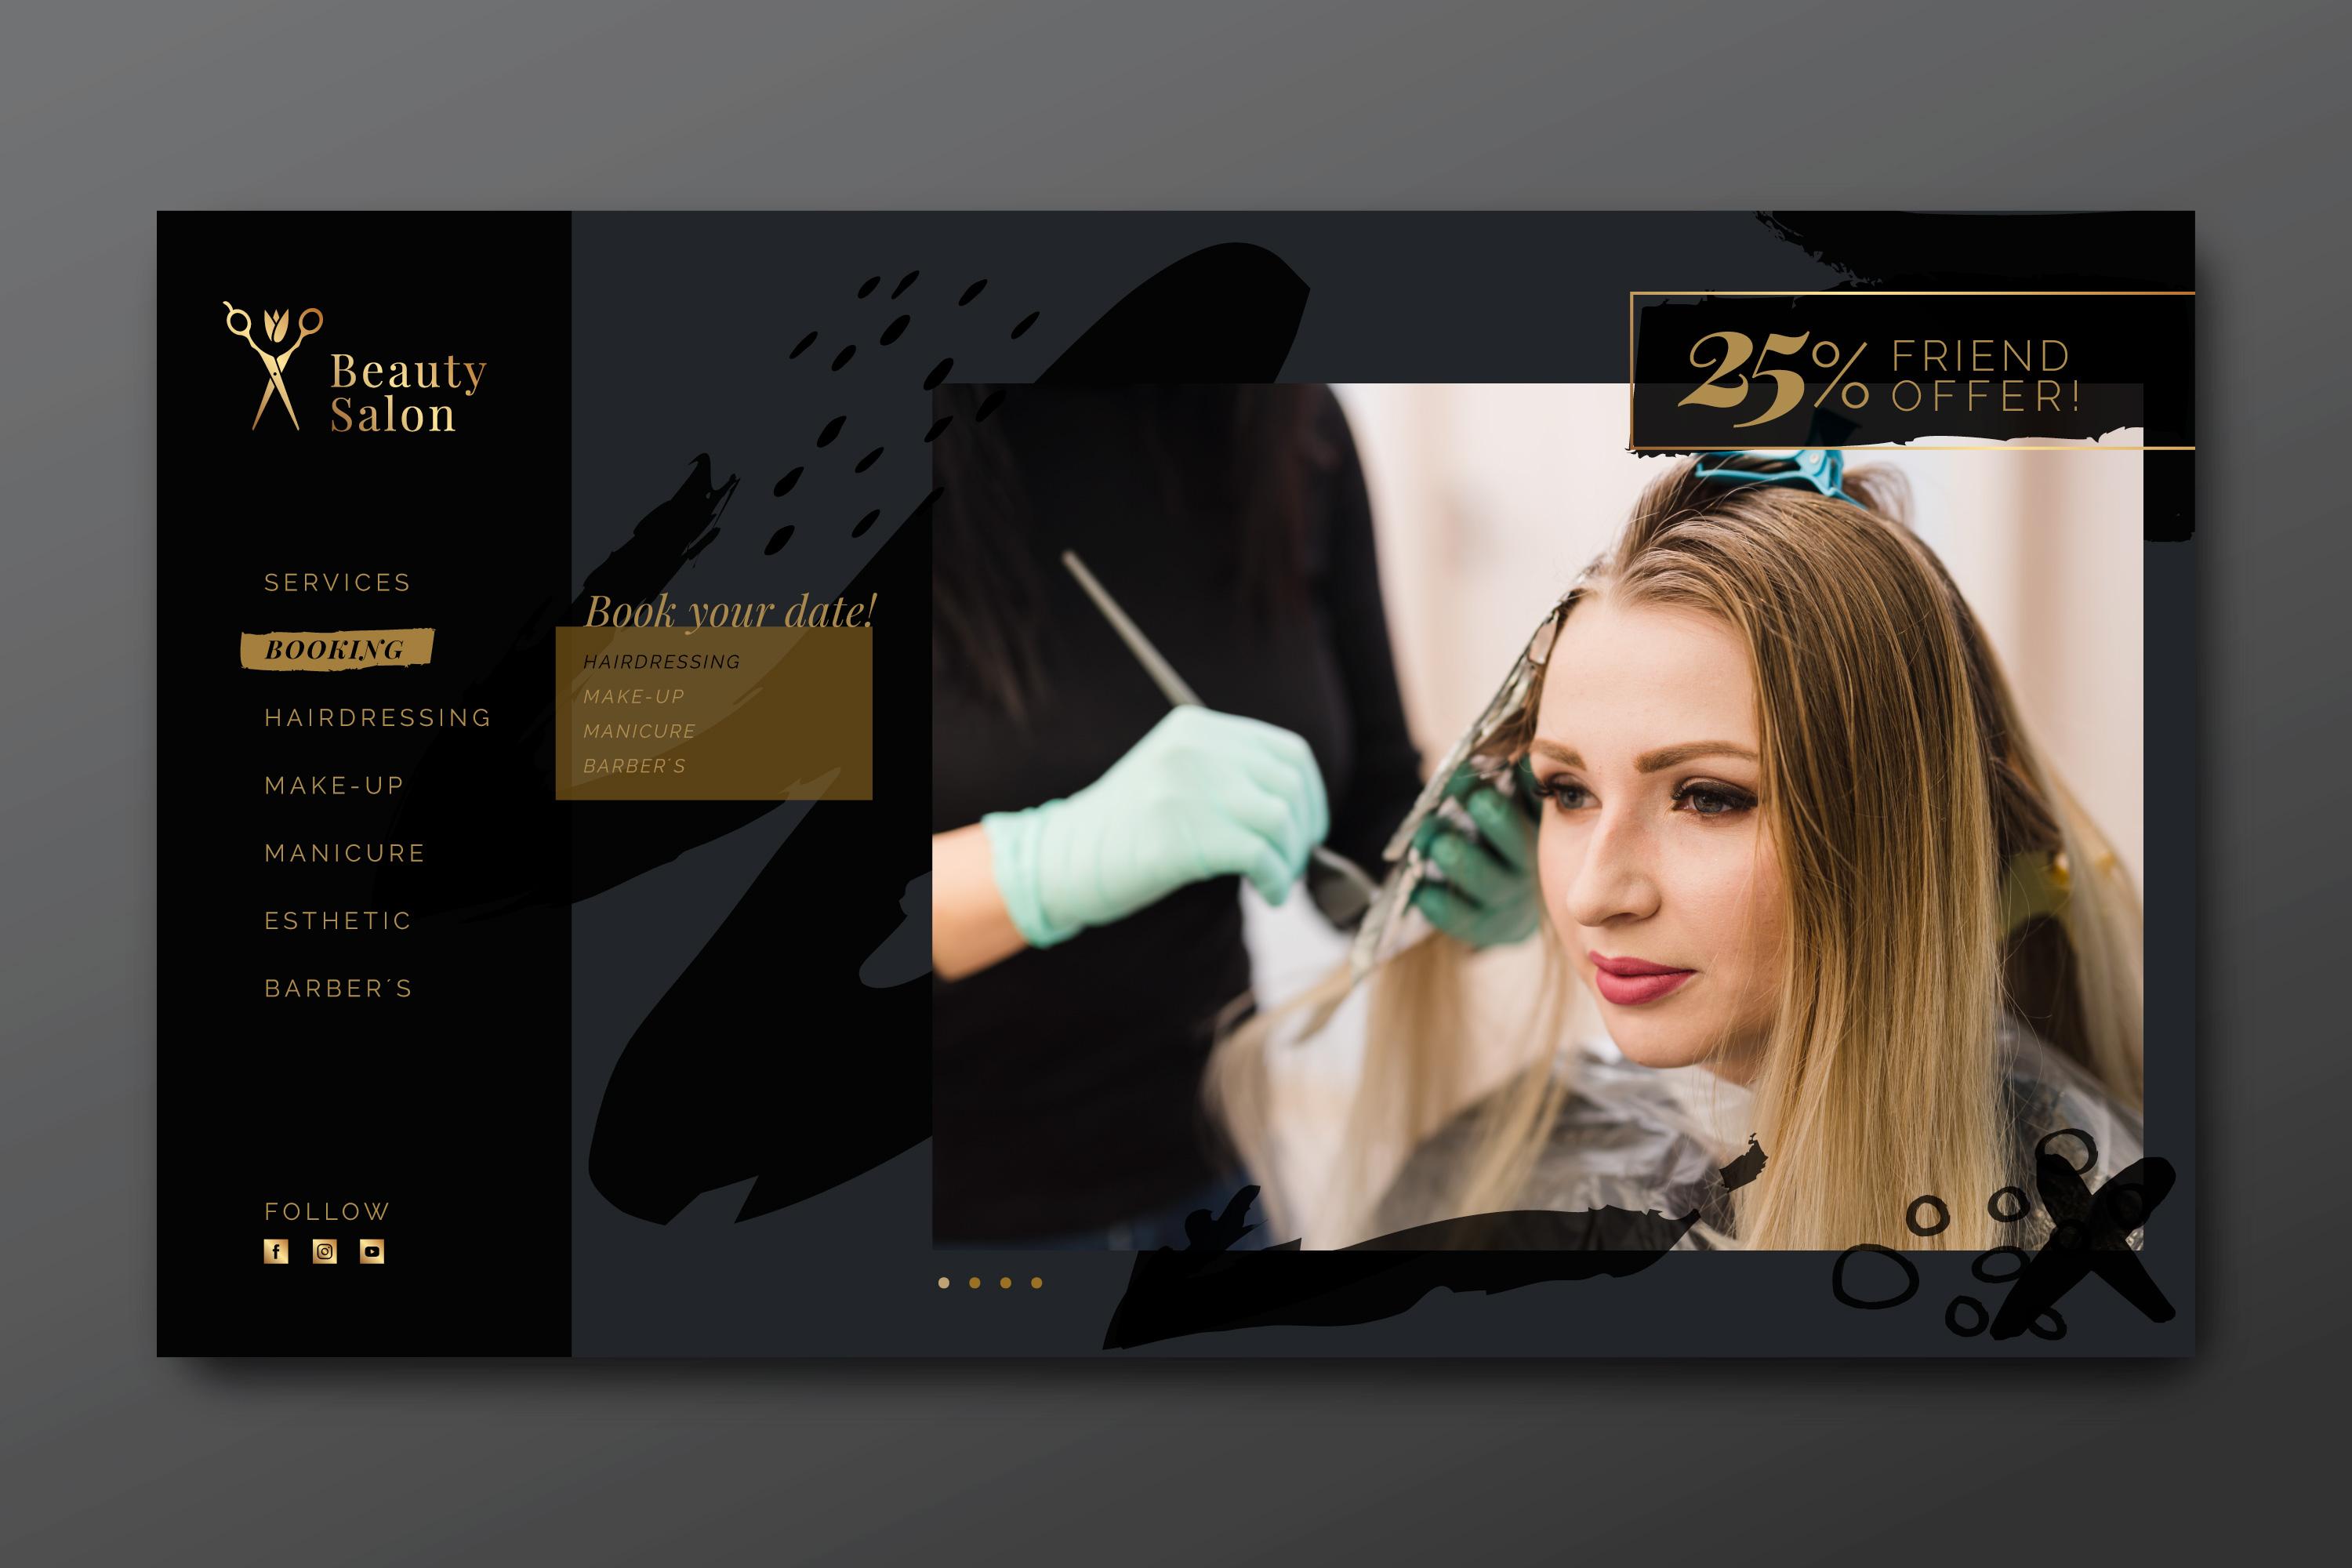 Beauty
Salon
SERVICES
BOOKING
HAIRDRESSING
MAKE-UP
MANICURE
ESTHETIC
BARBER´S
FOLLOW
Book your date!
HAIRDRESSING
MAKE-UP
MANICURE
BARBER´S
25% FRIEND
OFFER!